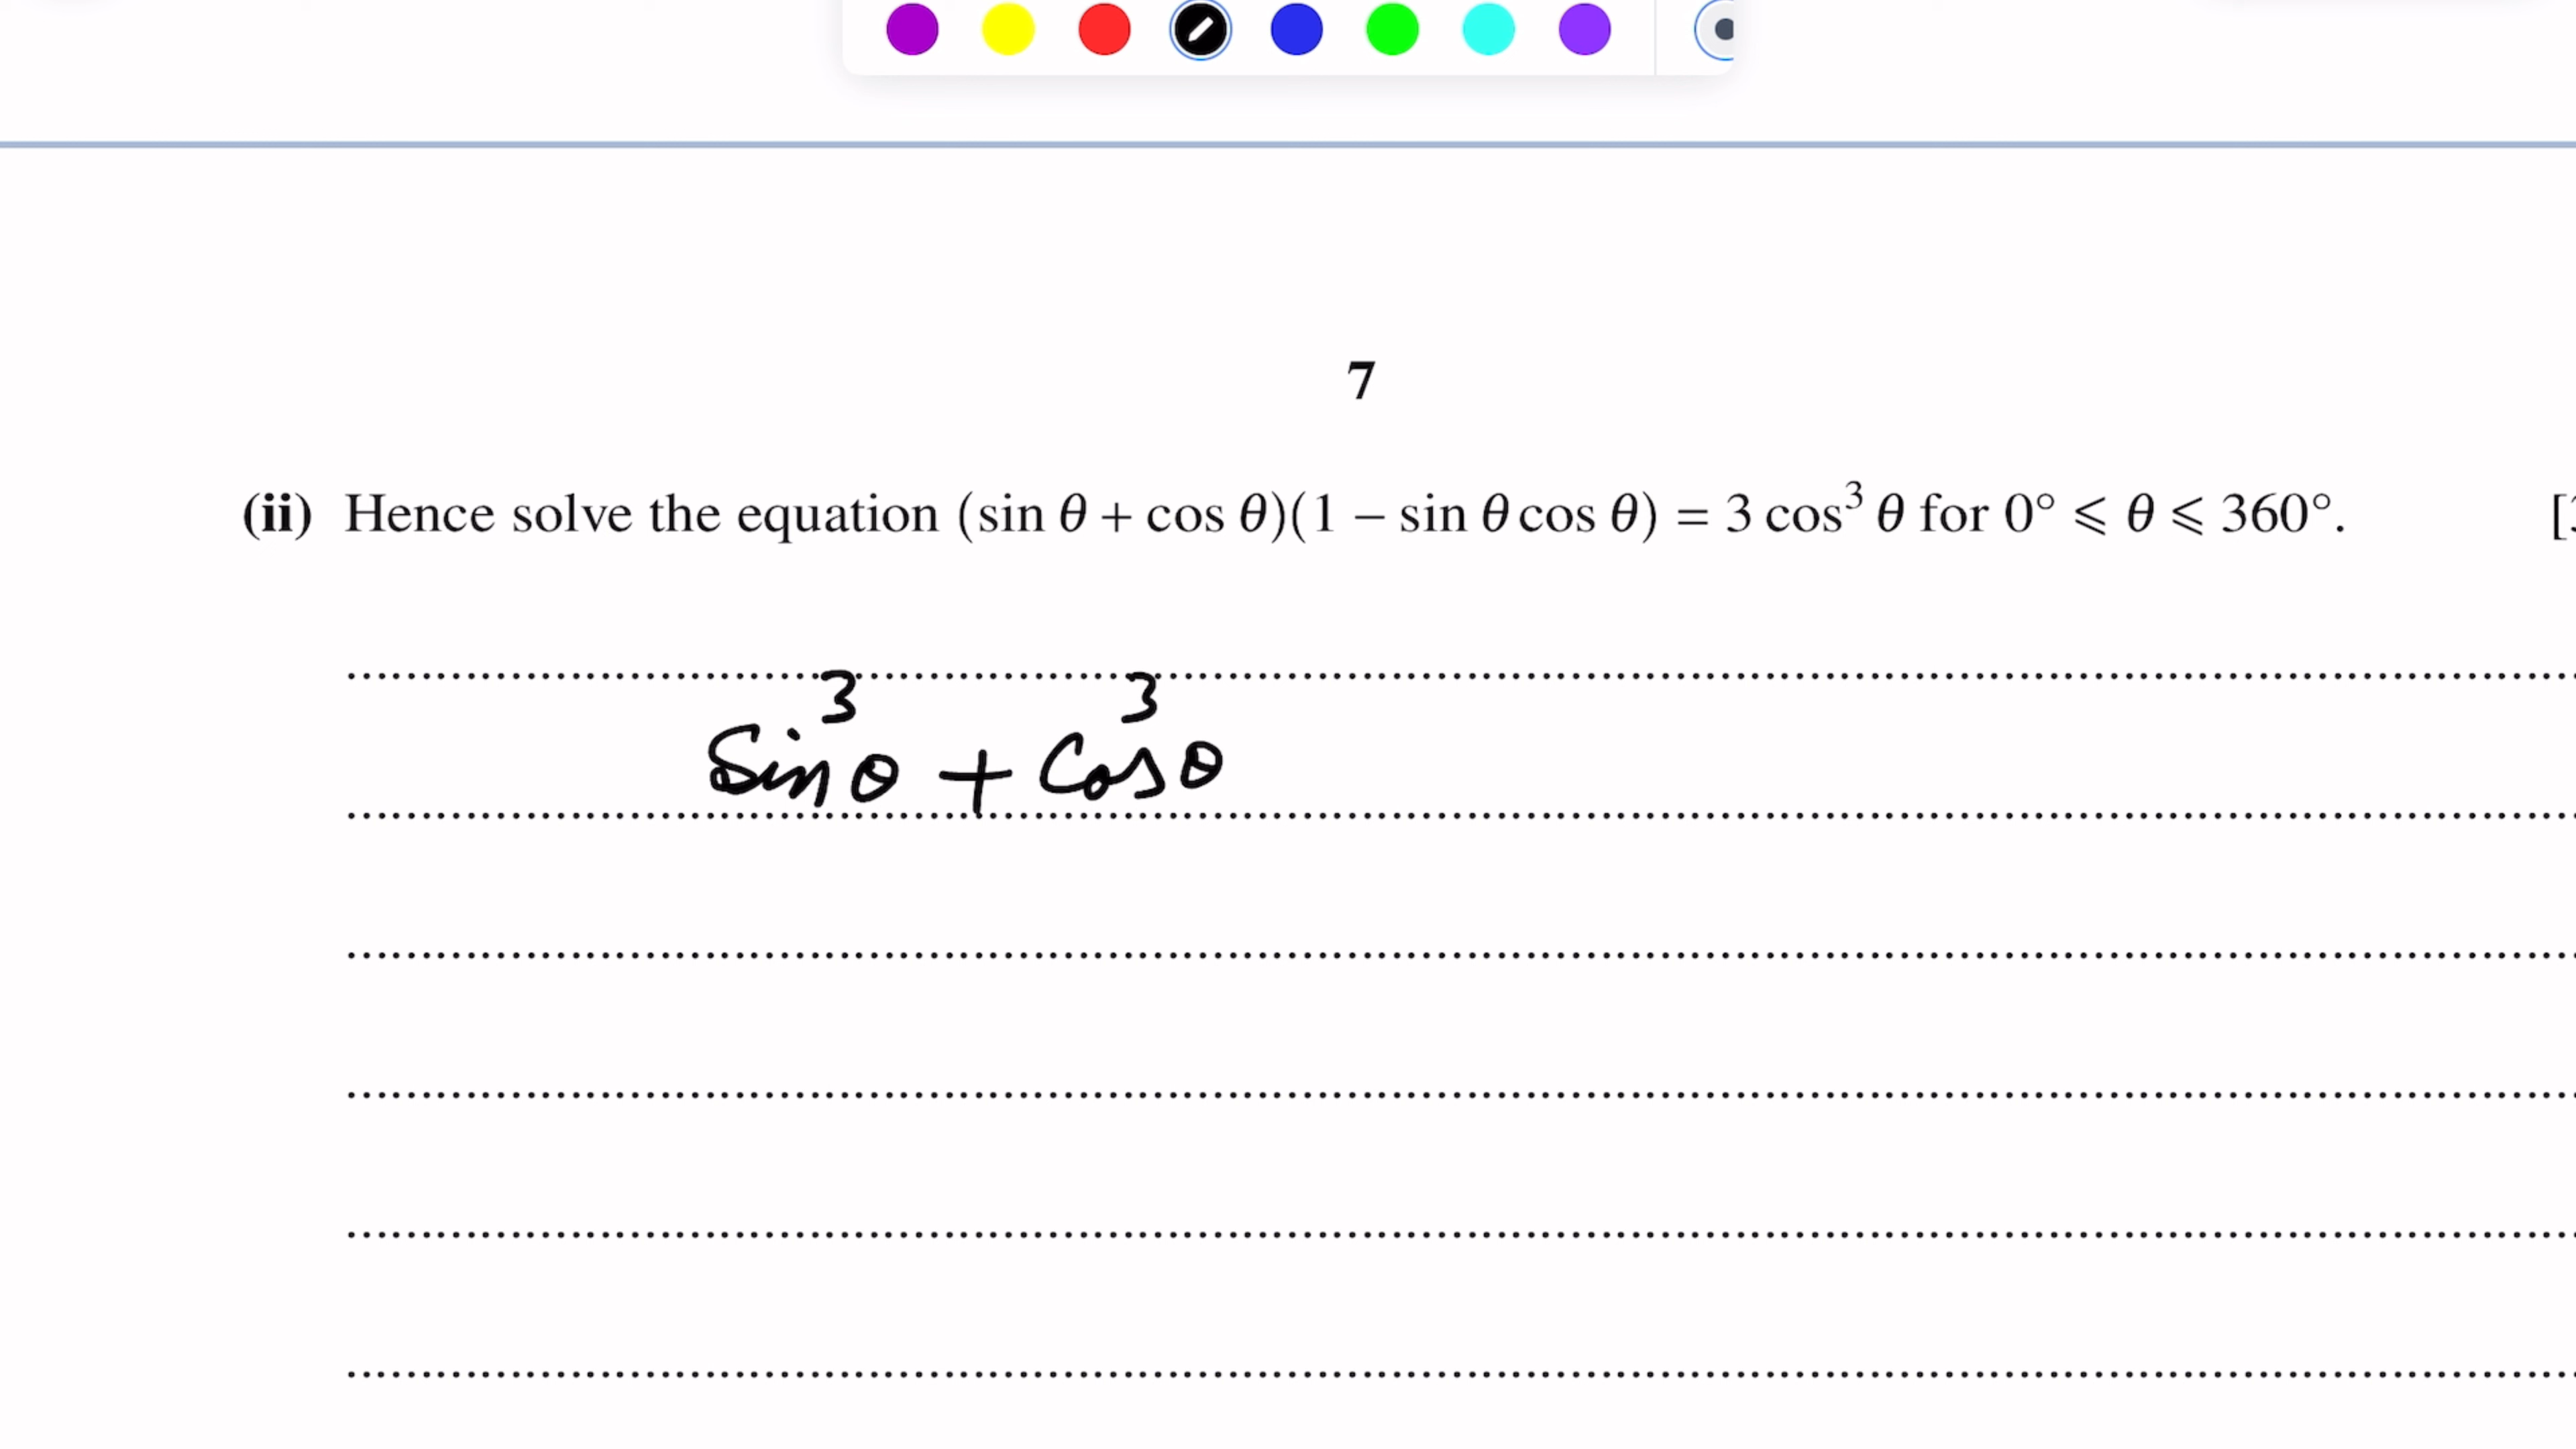 7
(ii) Hence solve the equation (sin θ + cos θ)(1 − sin θ cos θ) = 3 cos³ θ for 0° ⩽ θ ⩽ 360°. [
Sin³θ + Cos³θ